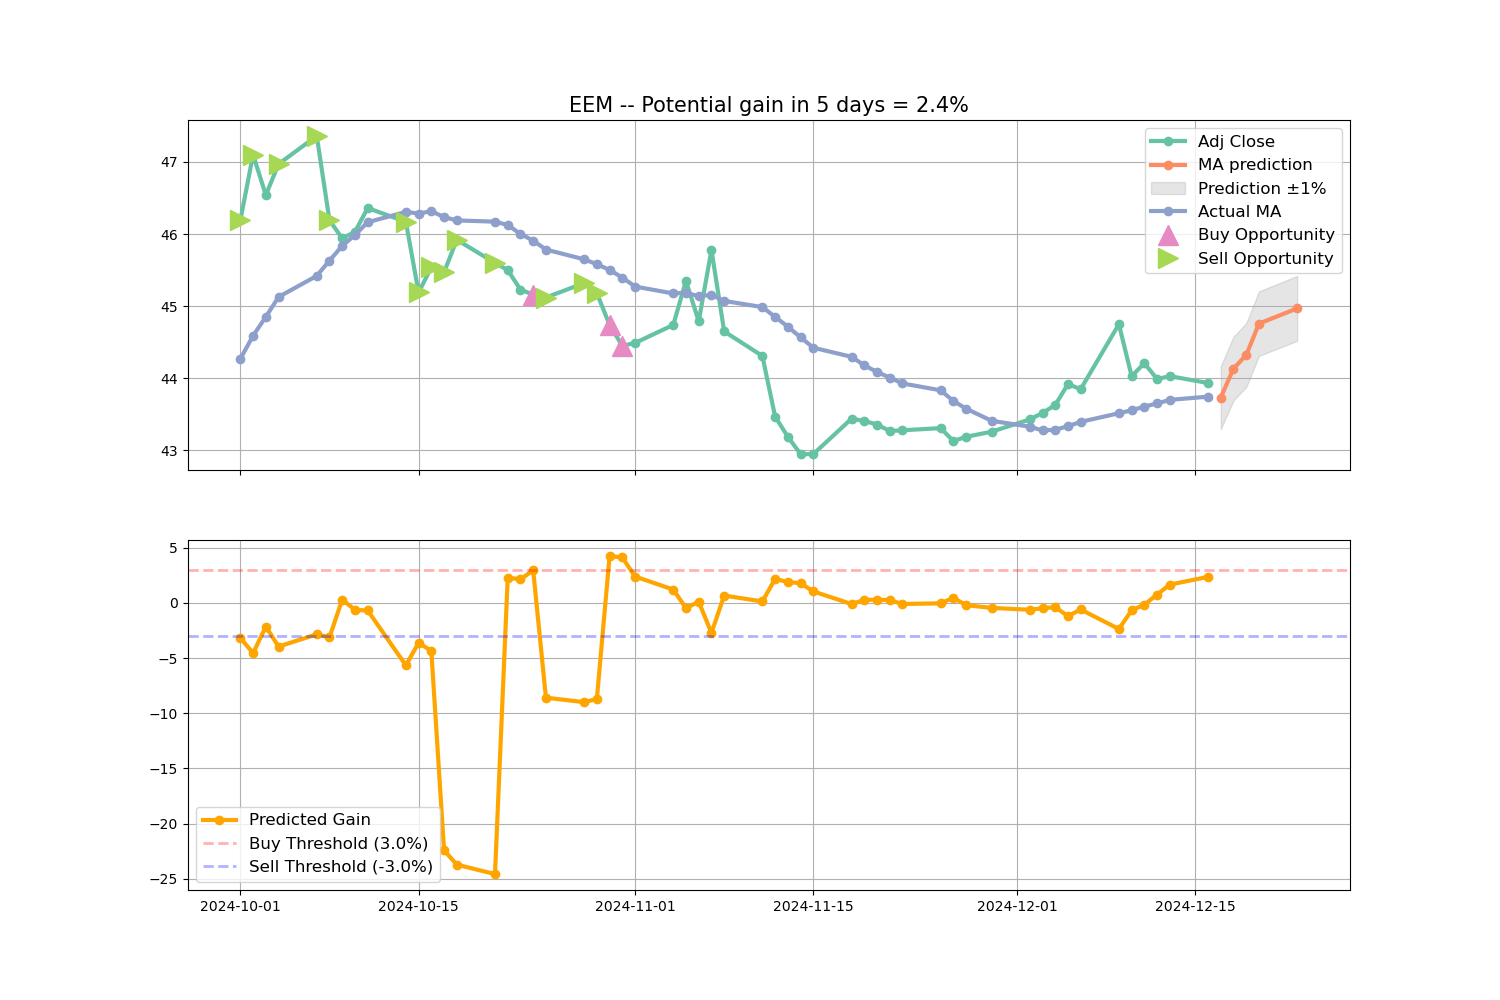 EEM -- Potential gain in 5 days = 2.4%
47
46
45
44
43
Adj Close
MA prediction
Prediction ±1%
Actual MA
Buy Opportunity
Sell Opportunity
5
0
−5
−10
−15
−20
−25
Predicted Gain
Buy Threshold (3.0%)
Sell Threshold (-3.0%)
2024-10-01
2024-10-15
2024-11-01
2024-11-15
2024-12-01
2024-12-15